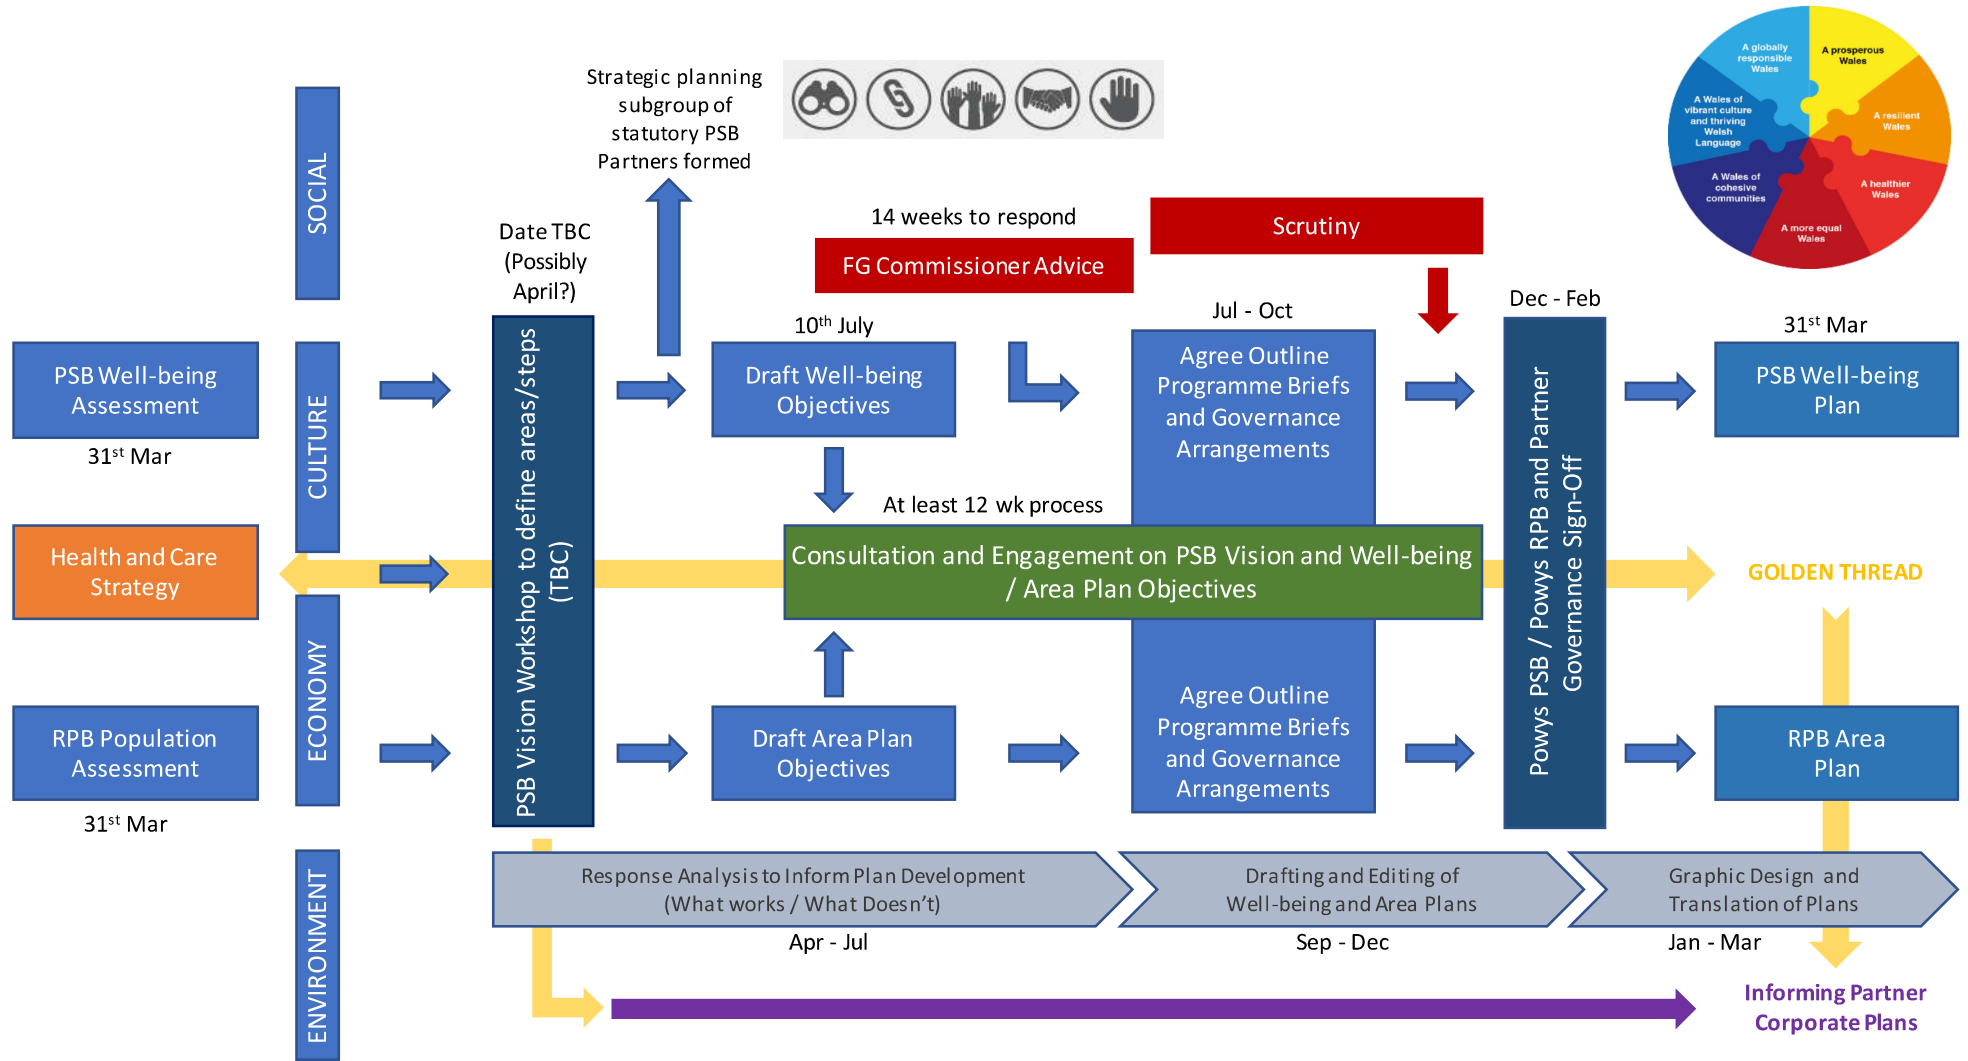 Strategic planning
subgroup of
statutory PSB
Partners formed
A globally
responsible
Wales
A prosperous
Wales
A resilient
Wales
A healthier
Wales
A more equal
Wales
A Wales of
cohesive
communities
A Wales of
vibrant culture
and thriving
Welsh
Language
SOCIAL
CULTURE
ECONOMY
ENVIRONMENT
Date TBC
(Possibly
April?)
14 weeks to respond
FG Commissioner Advice
Scrutiny
PSB Well-being
Assessment
31st Mar
Health and Care
Strategy
RPB Population
Assessment
31st Mar
PSB Vision Workshop to define areas/steps
(TBC)
10th July
Draft Well-being
Objectives
Jul - Oct
Agree Outline
Programme Briefs
and Governance
Arrangements
At least 12 wk process
Consultation and Engagement on PSB Vision and Well-being
/ Area Plan Objectives
Draft Area Plan
Objectives
Agree Outline
Programme Briefs
and Governance
Arrangements
Dec - Feb
Powys PSB / Powys RPB and Partner
Governance Sign-Off
31st Mar
PSB Well-being
Plan
GOLDEN THREAD
RPB Area
Plan
Response Analysis to Inform Plan Development
(What works / What Doesn't)
Apr - Jul
Drafting and Editing of
Well-being and Area Plans
Sep - Dec
Graphic Design and
Translation of Plans
Jan - Mar
Informing Partner
Corporate Plans